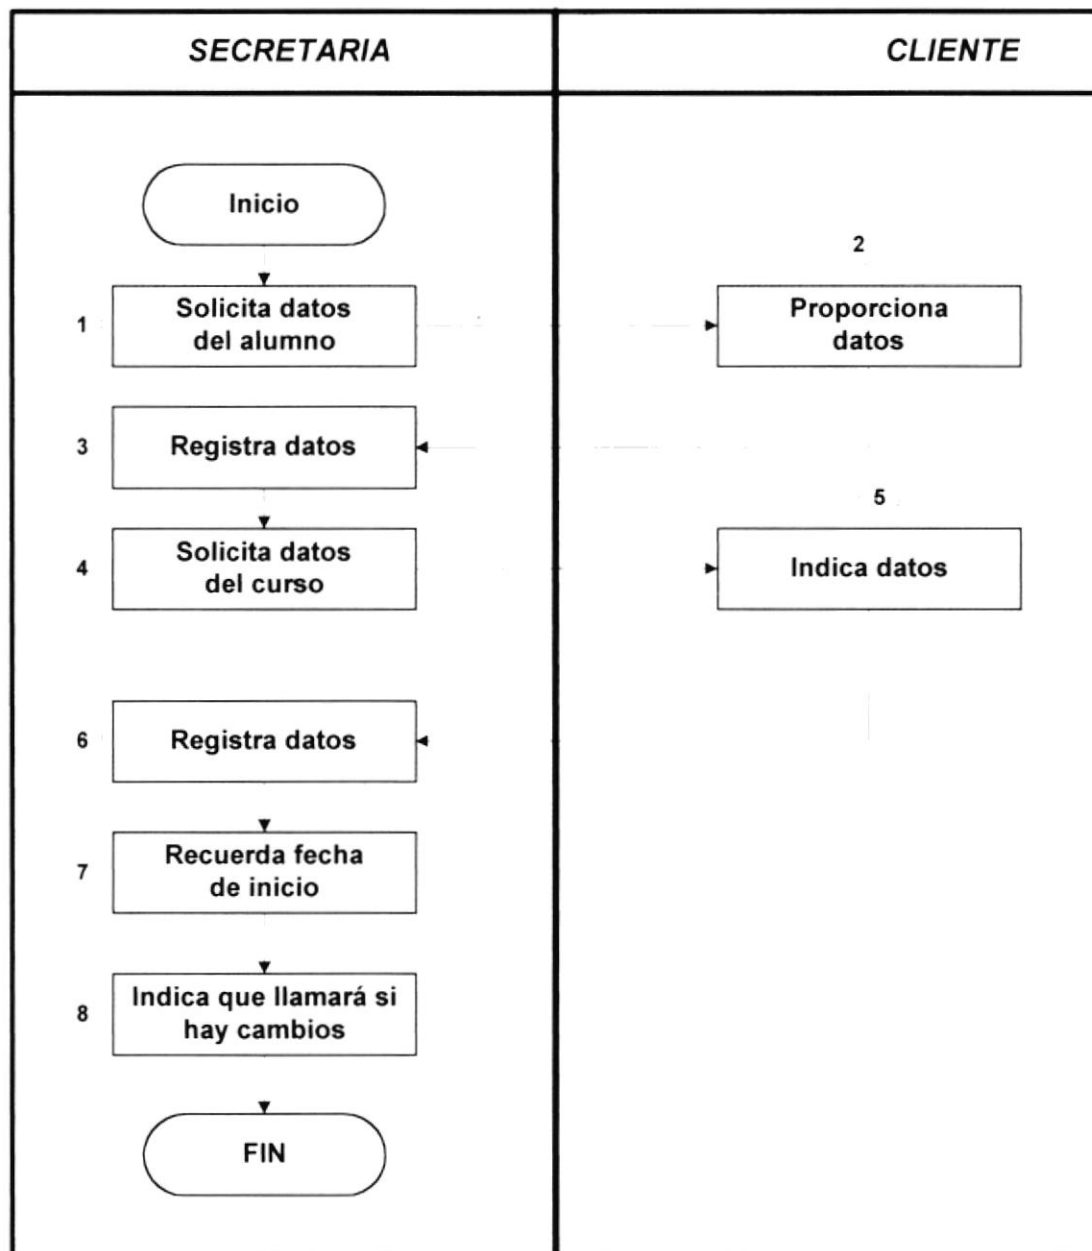 SECRETARIA
CLIENTE
Inicio
2
1
Solicita datos
del alumno
Proporciona
datos
3
Registra datos
5
4
Solicita datos
del curso
Indica datos
6
Registra datos
7
Recuerda fecha
de inicio
8
Indica que llamará si
hay cambios
FIN